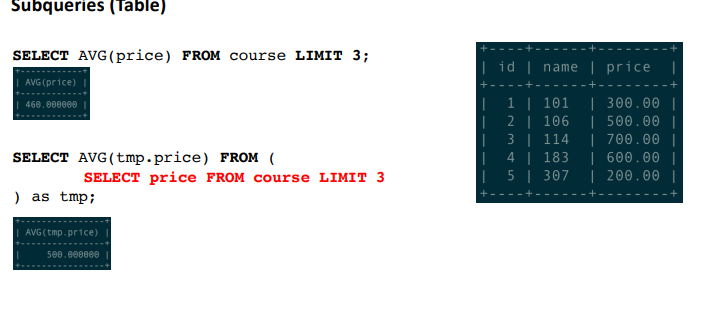 Subqueries (Table)
SELECT AVG(price) FROM course LIMIT 3;
+------------+
| AVG(price) |
+------------+
| 460.000000 |
+------------+
SELECT AVG(tmp.price) FROM (
SELECT price FROM course LIMIT 3
) as tmp;
+----------------+
| AVG(tmp.price) |
+----------------+
|     500.000000 |
+----------------+
+----+------+--------+
| id | name | price  |
+----+------+--------+
|  1 | 101  | 300.00 |
|  2 | 106  | 500.00 |
|  3 | 114  | 700.00 |
|  4 | 183  | 600.00 |
|  5 | 307  | 200.00 |
+----+------+--------+